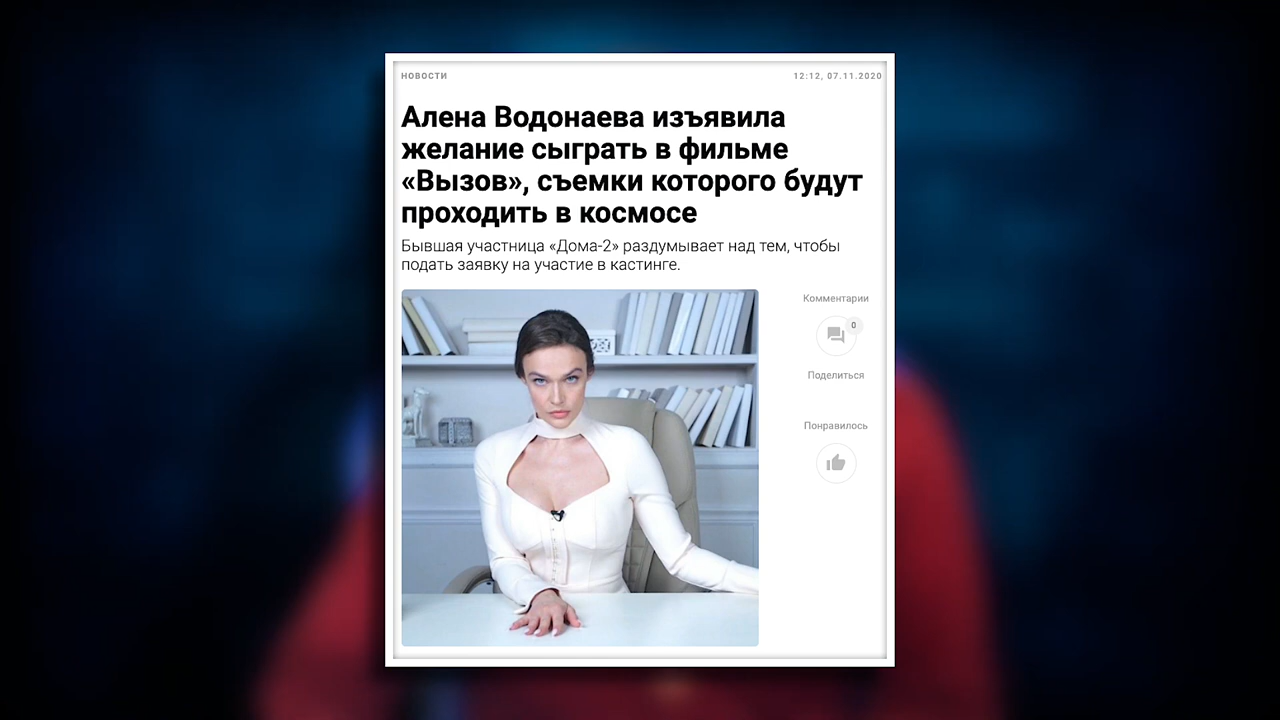 НОВОСТИ
12:12, 07.11.2020
Алена Водонаева изъявила
желание сыграть в фильме
«Вызов», съемки которого будут
проходить в космосе
Бывшая участница «Дома-2» раздумывает над тем, чтобы
подать заявку на участие в кастинге.
Комментарии
0
Поделиться
Понравилось